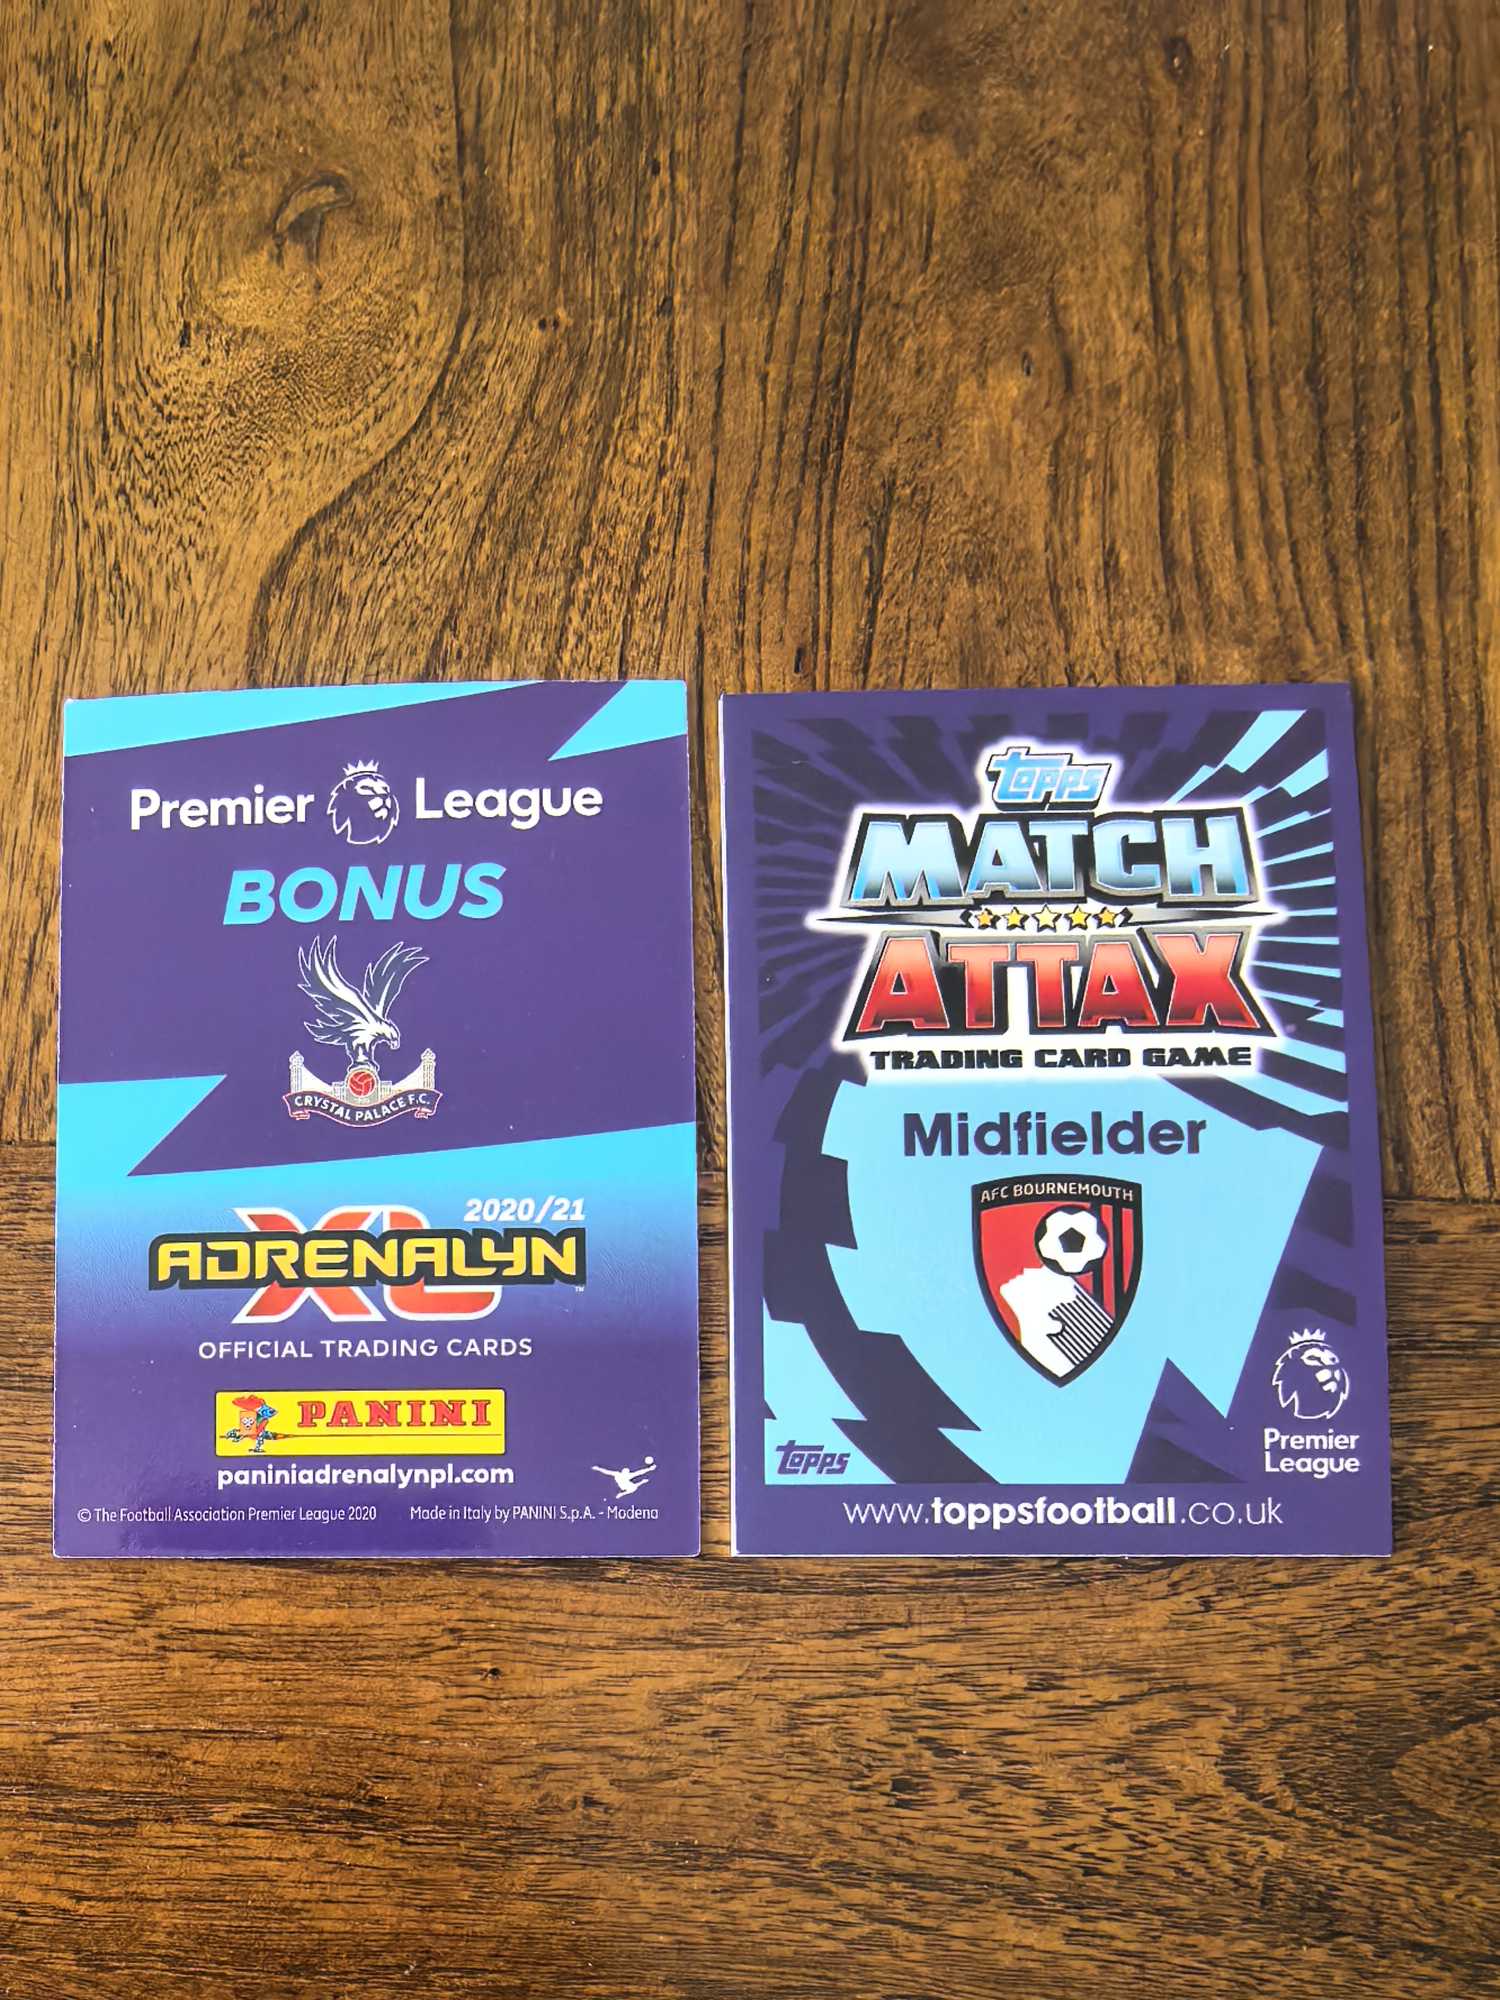 Premier League
BONUS
CRYSTAL PALACE F.C.
2020/21
ADRENALYN
XL
™
OFFICIAL TRADING CARDS
PANINI
paniniadrenalynpl.com
© The Football Association Premier League 2020 Made in Italy by PANINI S.p.A. - Modena
topps
MATCH
ATTAX
TRADING CARD GAME
Midfielder
AFC BOURNEMOUTH
topps
Premier
League
www.toppsfootball.co.uk